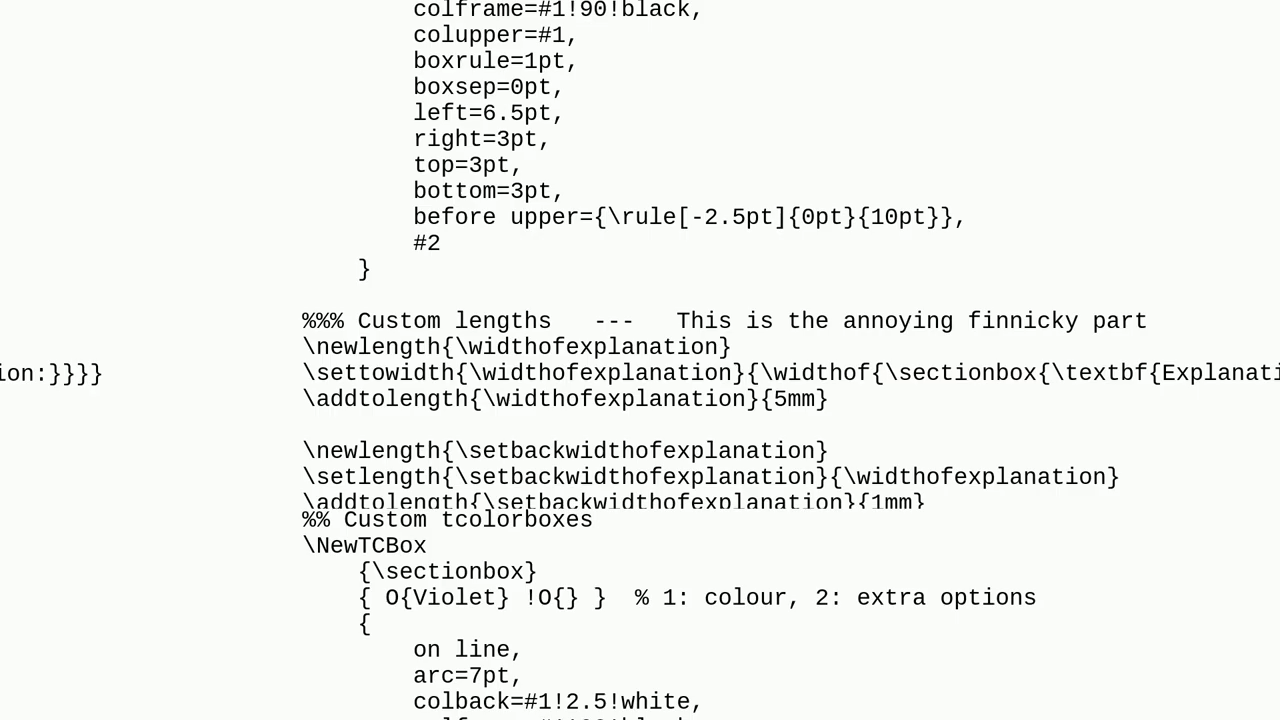 colframe=#1!90!black,
colupper=#1,
boxrule=1pt,
boxsep=0pt,
left=6.5pt,
right=3pt,
top=3pt,
bottom=3pt,
before upper={\rule[-2.5pt]{0pt}{10pt}},
#2
}
%%% Custom lengths   ---   This is the annoying finnicky part
\newlength{\widthofexplanation}
ion:}}}} \settowidth{\widthofexplanation}{\widthof{\sectionbox{\textbf{Explanati
\addtolength{\widthofexplanation}{5mm}
\newlength{\setbackwidthofexplanation}
\setlength{\setbackwidthofexplanation}{\widthofexplanation}
\addtolength{\setbackwidthofexplanation}{1mm}
%% Custom tcolorboxes
\NewTCBox
{\sectionbox}
{ O{Violet} !O{} }  % 1: colour, 2: extra options
{
on line,
arc=7pt,
colback=#1!2.5!white,